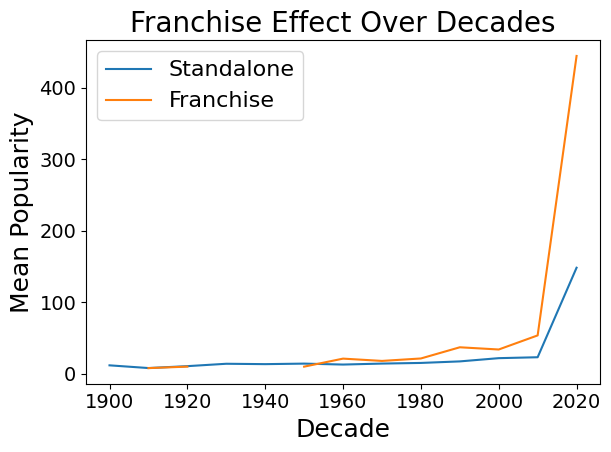 Franchise Effect Over Decades
Standalone
Franchise
Mean Popularity
400
300
200
100
0
1900 1920 1940 1960 1980 2000 2020
Decade